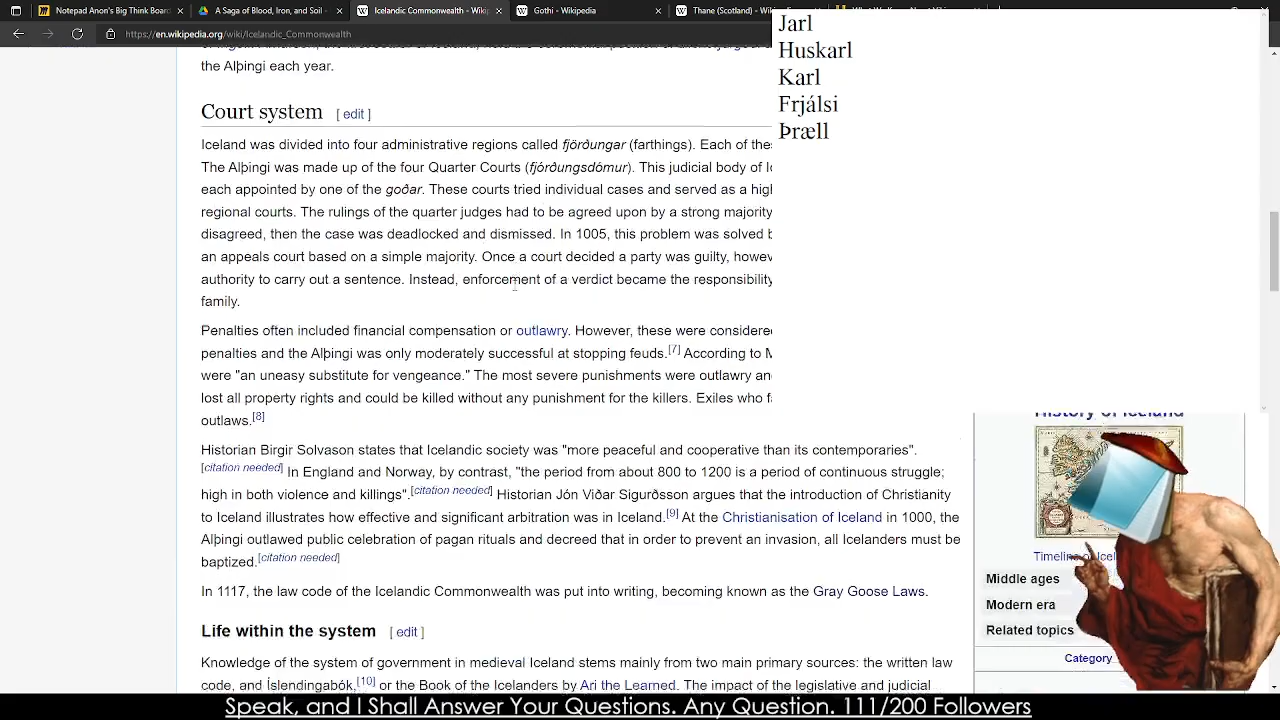 Notepad Anon's Big Think Board
A Saga of Blood, Iron, and Soil -
Icelandic Commonwealth - Wikip
Gothi - Wikipedia
Thane (Scotland) - Wikipedia
https://en.wikipedia.org/wiki/Icelandic_Commonwealth
Jarl
Huskarl
Karl
Frjálsi
Þræll
the Alþingi each year.
Court system [ edit ]
Iceland was divided into four administrative regions called fjörðungar (farthings). Each of thes
The Alþingi was made up of the four Quarter Courts (fjórðungsdómur). This judicial body of Ic
each appointed by one of the goðar. These courts tried individual cases and served as a high
regional courts. The rulings of the quarter judges had to be agreed upon by a strong majority
disagreed, then the case was deadlocked and dismissed. In 1005, this problem was solved b
an appeals court based on a simple majority. Once a court decided a party was guilty, howev
authority to carry out a sentence. Instead, enforcement of a verdict became the responsibility
family.
Penalties often included financial compensation or outlawry. However, these were considered
penalties and the Alþingi was only moderately successful at stopping feuds.[7] According to M
were "an uneasy substitute for vengeance." The most severe punishments were outlawry and
lost all property rights and could be killed without any punishment for the killers. Exiles who fa
outlaws.[8]
Historian Birgir Solvason states that Icelandic society was "more peaceful and cooperative than its contemporaries".
[citation needed] In England and Norway, by contrast, "the period from about 800 to 1200 is a period of continuous struggle;
high in both violence and killings".[citation needed] Historian Jón Viðar Sigurðsson argues that the introduction of Christianity
to Iceland illustrates how effective and significant arbitration was in Iceland.[9] At the Christianisation of Iceland in 1000, the
Alþingi outlawed public celebration of pagan rituals and decreed that in order to prevent an invasion, all Icelanders must be
baptized.[citation needed]
In 1117, the law code of the Icelandic Commonwealth was put into writing, becoming known as the Gray Goose Laws.
Life within the system [ edit ]
Knowledge of the system of government in medieval Iceland stems mainly from two main primary sources: the written law
code, and Íslendingabók,[10] or the Book of the Icelanders by Ari the Learned. The impact of the legislative and judicial
History of Iceland
Timeline of Icel
Middle ages
Modern era
Related topics
Category
Speak, and I Shall Answer Your Questions. Any Question. 111/200 Followers